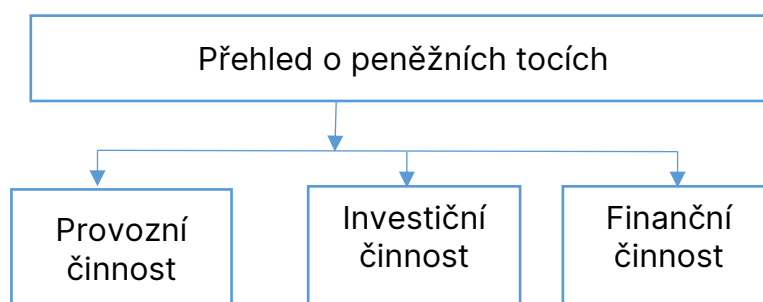 Přehled o peněžních tocích
Provozní
činnost
Investiční
činnost
Finanční
činnost